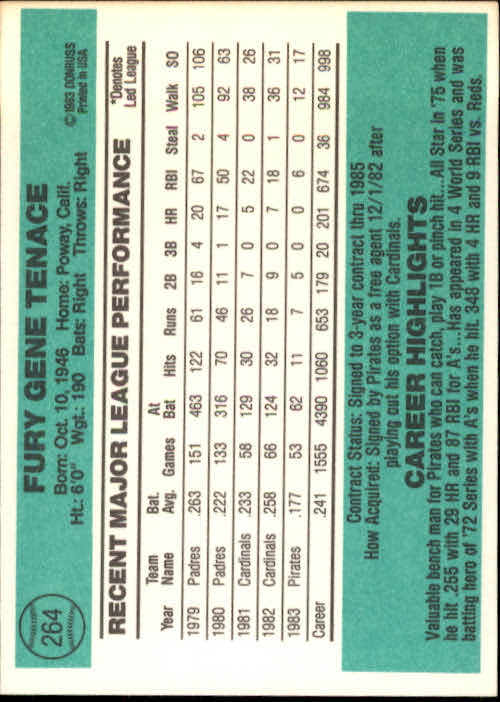 264
FURY GENE TENACE
© 1983 DONRUSS
Printed in USA
Born: Oct. 10, 1946 Home: Poway, Calif.
Ht.: 6'0" Wgt.: 190 Bats: Right Throws: Right
RECENT MAJOR LEAGUE PERFORMANCE
*Denotes
Led League
Team Bat. At
Year Name Avg. Games Bat Hits Runs 2B 3B HR RBI Steal Walk SO
1979 Padres .263 151 463 122 61 16 4 20 67 2 105 106
1980 Padres .222 133 316 70 46 11 1 17 50 4 92 63
1981 Cardinals .233 58 129 30 26 7 0 5 22 0 38 26
1982 Cardinals .258 66 124 32 18 9 0 7 18 1 36 31
1983 Pirates .177 53 62 11 7 5 0 0 6 0 12 17
Career .241 1555 4390 1060 653 179 20 201 674 36 984 998
Contract Status: Signed to 3-year contract thru 1985
How Acquired: Signed by Pirates as a free agent 12/1/82 after
playing out his option with Cardinals.
CAREER HIGHLIGHTS
Valuable bench man for Pirates who can catch, play 1B or pinch hit....All Star in '75 when
he hit .255 with 29 HR and 87 RBI for A's....Has appeared in 4 World Series and was
batting hero of '72 Series with A's when he hit .348 with 4 HR and 9 RBI vs. Reds.